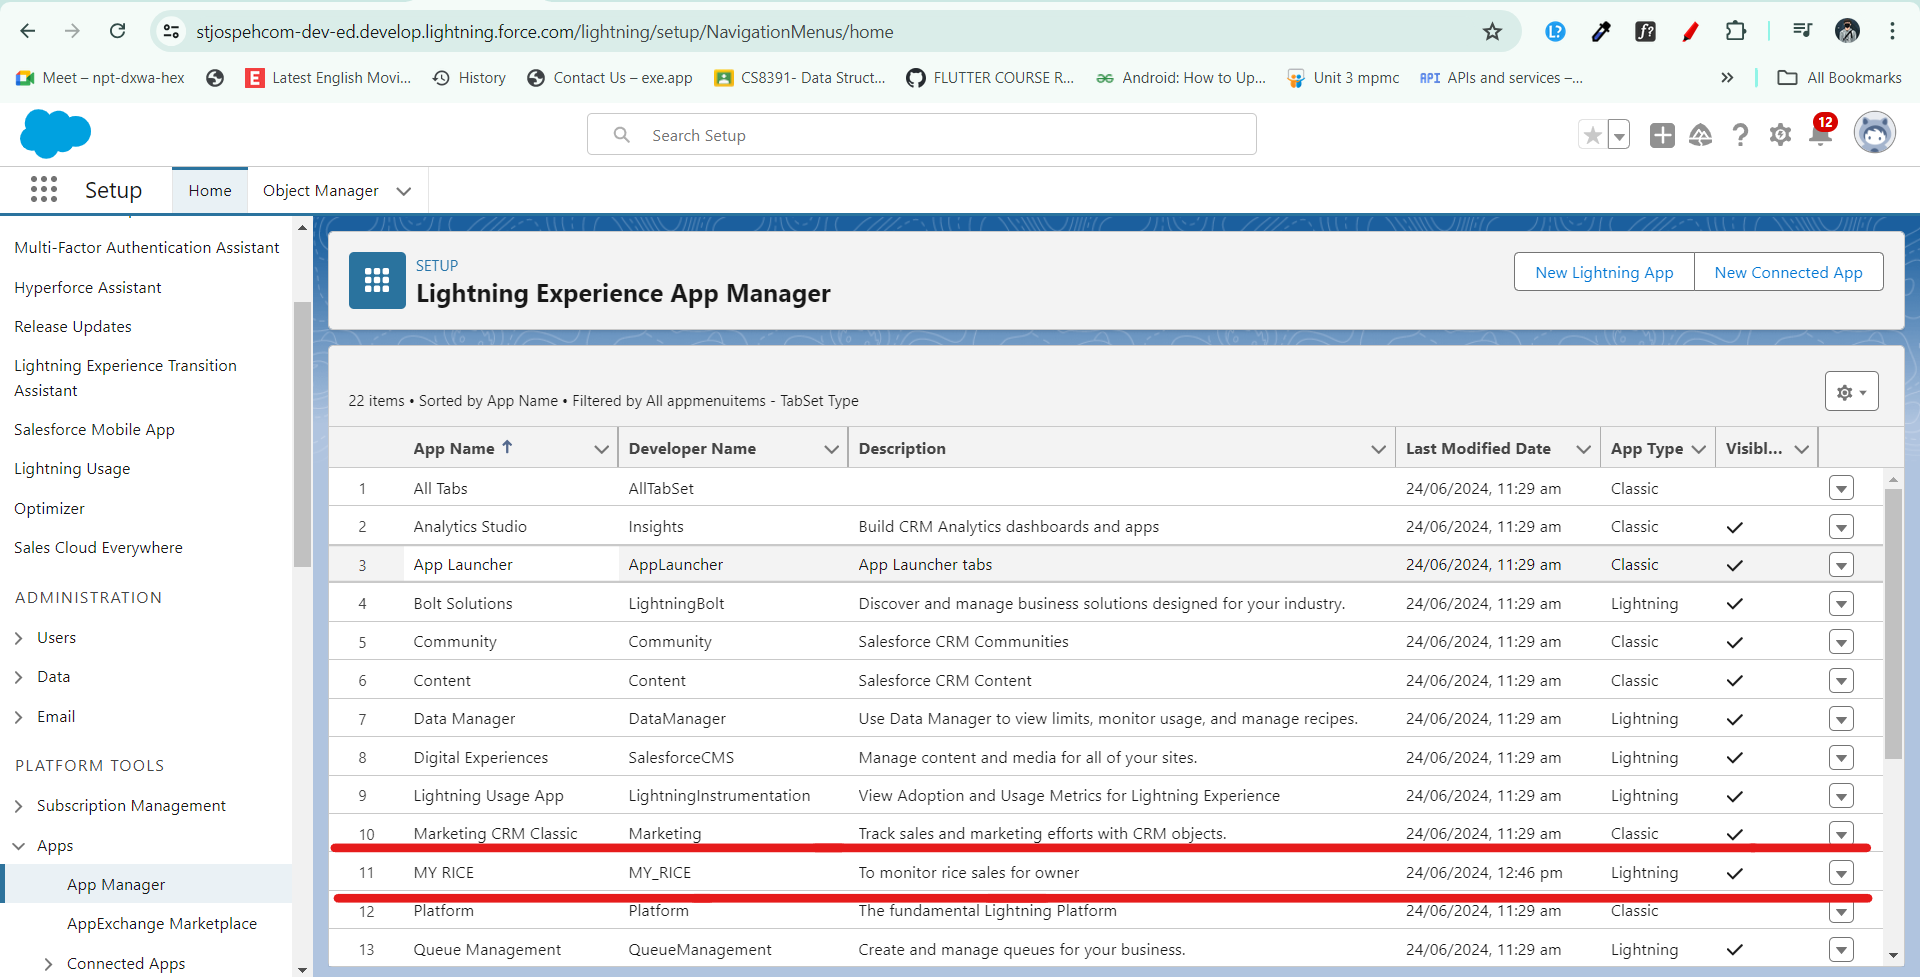 stjospehcom-dev-ed.develop.lightning.force.com/lightning/setup/NavigationMenus/home
Meet – npt-dxwa-hex
Latest English Movi...
History
Contact Us – exe.app
CS8391- Data Struct...
FLUTTER COURSE R...
Android: How to Up...
Unit 3 mpmc
API APIs and services –...
All Bookmarks
Search Setup
12
Setup
Home
Object Manager
Multi-Factor Authentication Assistant
Hyperforce Assistant
Release Updates
Lightning Experience Transition
Assistant
Salesforce Mobile App
Lightning Usage
Optimizer
Sales Cloud Everywhere
ADMINISTRATION
Users
Data
Email
PLATFORM TOOLS
Subscription Management
Apps
App Manager
AppExchange Marketplace
Connected Apps
SETUP
Lightning Experience App Manager
New Lightning App
New Connected App
22 items • Sorted by App Name • Filtered by All appmenuitems - TabSet Type
App Name Developer Name Description Last Modified Date App Type Visibl...
1 All Tabs AllTabSet 24/06/2024, 11:29 am Classic
2 Analytics Studio Insights Build CRM Analytics dashboards and apps 24/06/2024, 11:29 am Classic
3 App Launcher AppLauncher App Launcher tabs 24/06/2024, 11:29 am Classic
4 Bolt Solutions LightningBolt Discover and manage business solutions designed for your industry. 24/06/2024, 11:29 am Lightning
5 Community Community Salesforce CRM Communities 24/06/2024, 11:29 am Classic
6 Content Content Salesforce CRM Content 24/06/2024, 11:29 am Classic
7 Data Manager DataManager Use Data Manager to view limits, monitor usage, and manage recipes. 24/06/2024, 11:29 am Lightning
8 Digital Experiences SalesforceCMS Manage content and media for all of your sites. 24/06/2024, 11:29 am Lightning
9 Lightning Usage App LightningInstrumentation View Adoption and Usage Metrics for Lightning Experience 24/06/2024, 11:29 am Lightning
10 Marketing CRM Classic Marketing Track sales and marketing efforts with CRM objects. 24/06/2024, 11:29 am Classic
11 MY RICE MY_RICE To monitor rice sales for owner 24/06/2024, 12:46 pm Lightning
12 Platform Platform The fundamental Lightning Platform 24/06/2024, 11:29 am Classic
13 Queue Management QueueManagement Create and manage queues for your business. 24/06/2024, 11:29 am Lightning